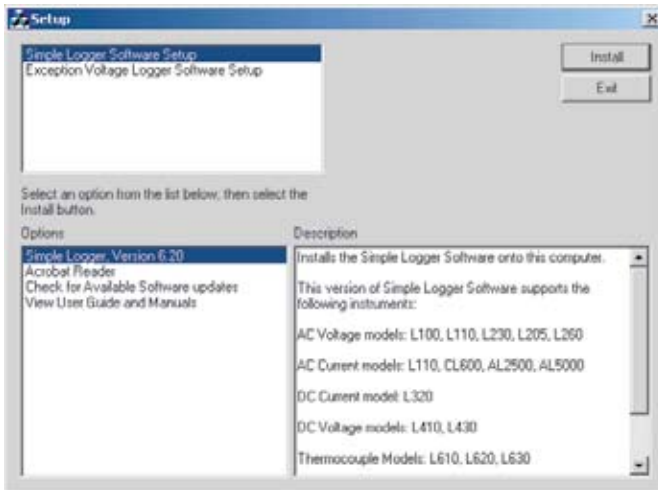 Setup
Simple Logger Software Setup
Exception Voltage Logger Software Setup
Install
Exit
Select an option from the list below, then select the
Install button.
Options
Simple Logger, Version 6.20
Acrobat Reader
Check for Available Software updates
View User Guide and Manuals
Description
Installs the Simple Logger Software onto this computer.
This version of Simple Logger Software supports the
following instruments:
AC Voltage models: L100, L110, L230, L205, L260
AC Current models: L110, CL600, AL2500, AL5000
DC Current model: L320
DC Voltage models: L410, L430
Thermocouple Models: L610, L620, L630